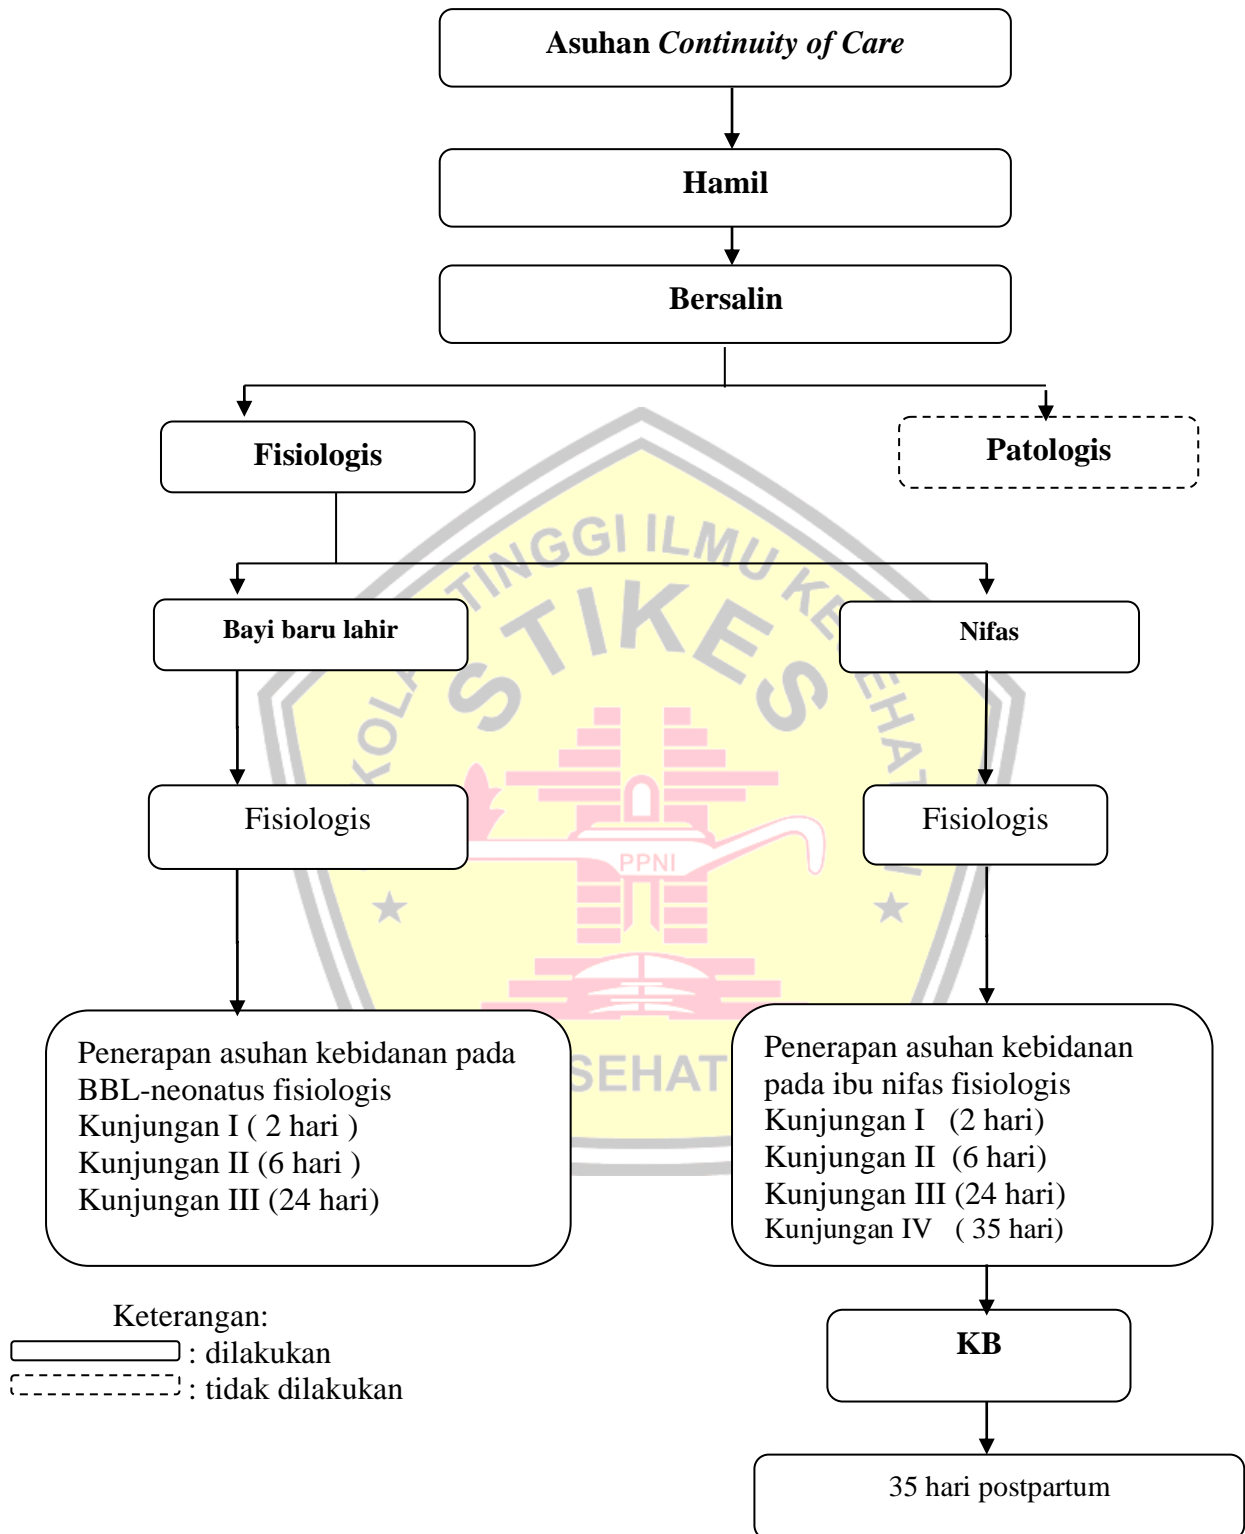 Asuhan Continuity of Care
Hamil
Bersalin
Fisiologis
Patologis
TINGGI ILMU
STIKES
Bayi baru lahir
Nifas
Fisiologis
Fisiologis
PPNI
Penerapan asuhan kebidanan pada
BBL-neonatus fisiologis
Kunjungan I ( 2 hari )
Kunjungan II (6 hari )
Kunjungan III (24 hari)
Penerapan asuhan kebidanan
pada ibu nifas fisiologis
Kunjungan I (2 hari)
Kunjungan II (6 hari)
Kunjungan III (24 hari)
Kunjungan IV ( 35 hari)
SEHAT
Keterangan:
: dilakukan
: tidak dilakukan
KB
35 hari postpartum